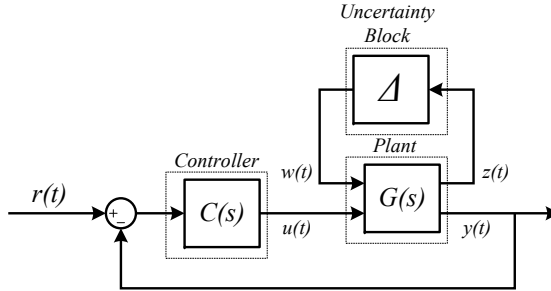 Uncertainty
Block
Δ
Plant
Controller
w(t)
z(t)
r(t)
+
−
C(s)
G(s)
u(t)
y(t)